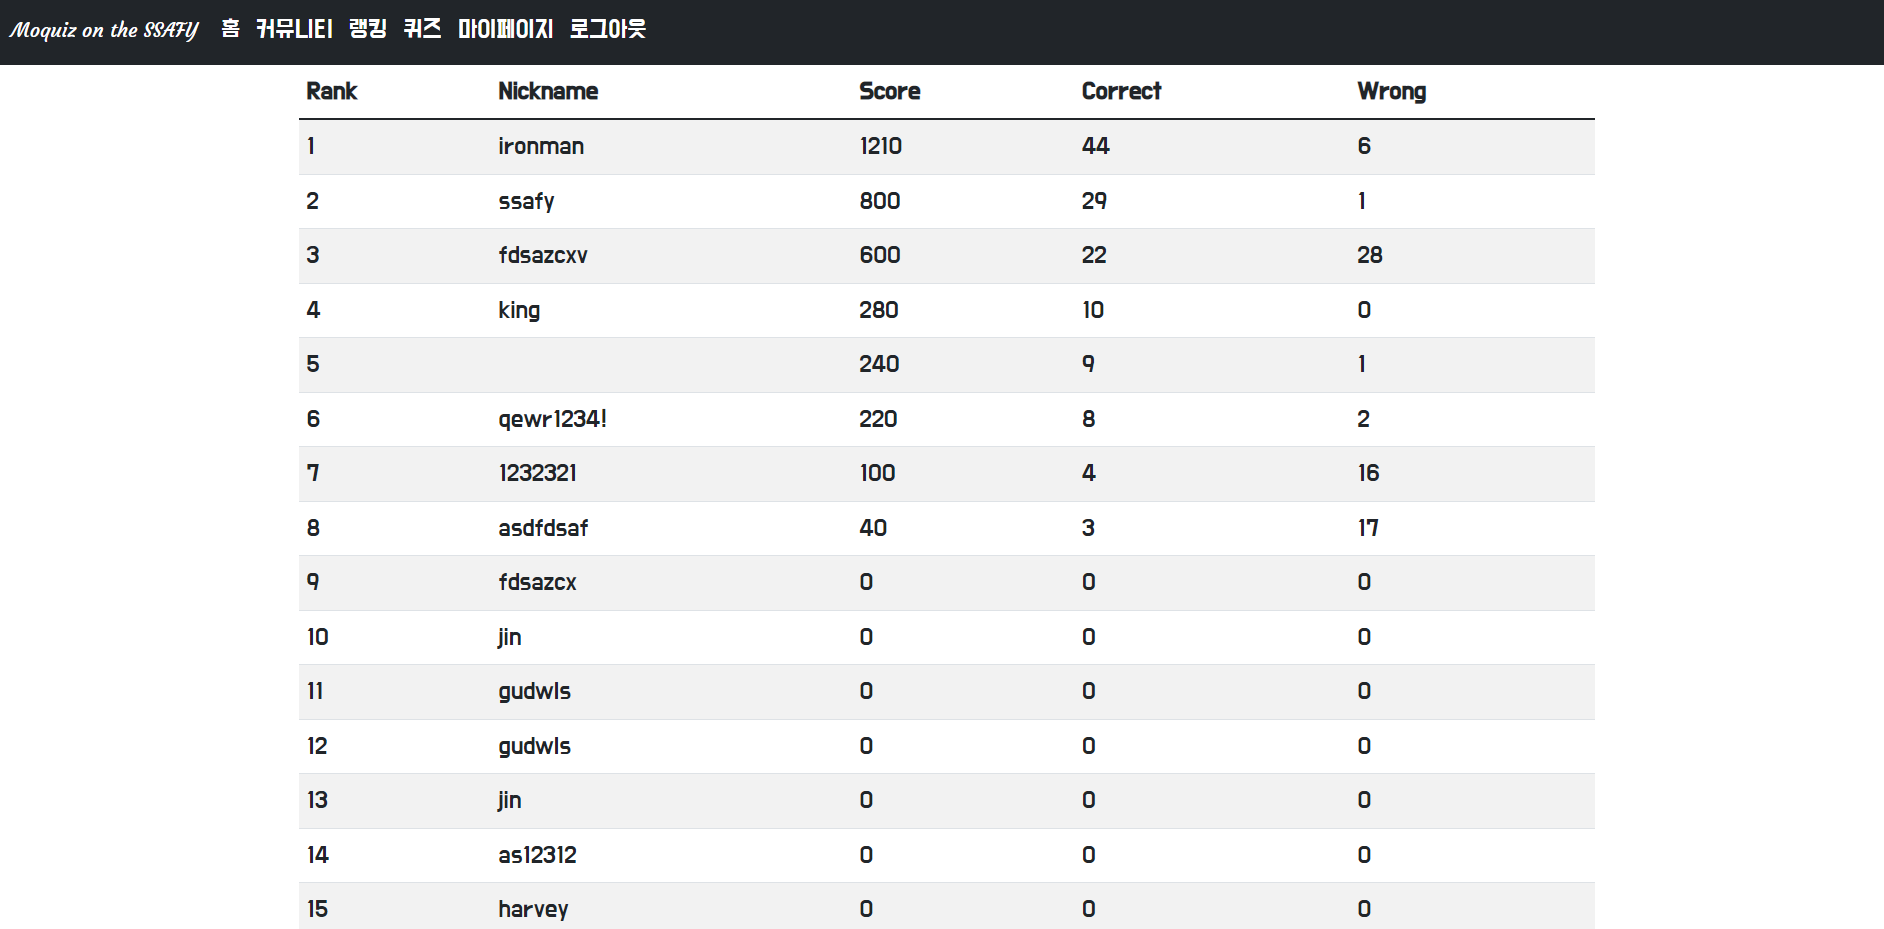 Moquiz on the SSAFY 홈 커뮤니티 랭킹 퀴즈 마이페이지 로그아웃
Rank Nickname Score Correct Wrong
1 ironman 1210 44 6
2 ssafy 800 29 1
3 fdsazcxv 600 22 28
4 king 280 10 0
5 240 9 1
6 qewr1234! 220 8 2
7 1232321 100 4 16
8 asdfdsaf 40 3 17
9 fdsazcx 0 0 0
10 jin 0 0 0
11 gudwls 0 0 0
12 gudwls 0 0 0
13 jin 0 0 0
14 as12312 0 0 0
15 harvey 0 0 0